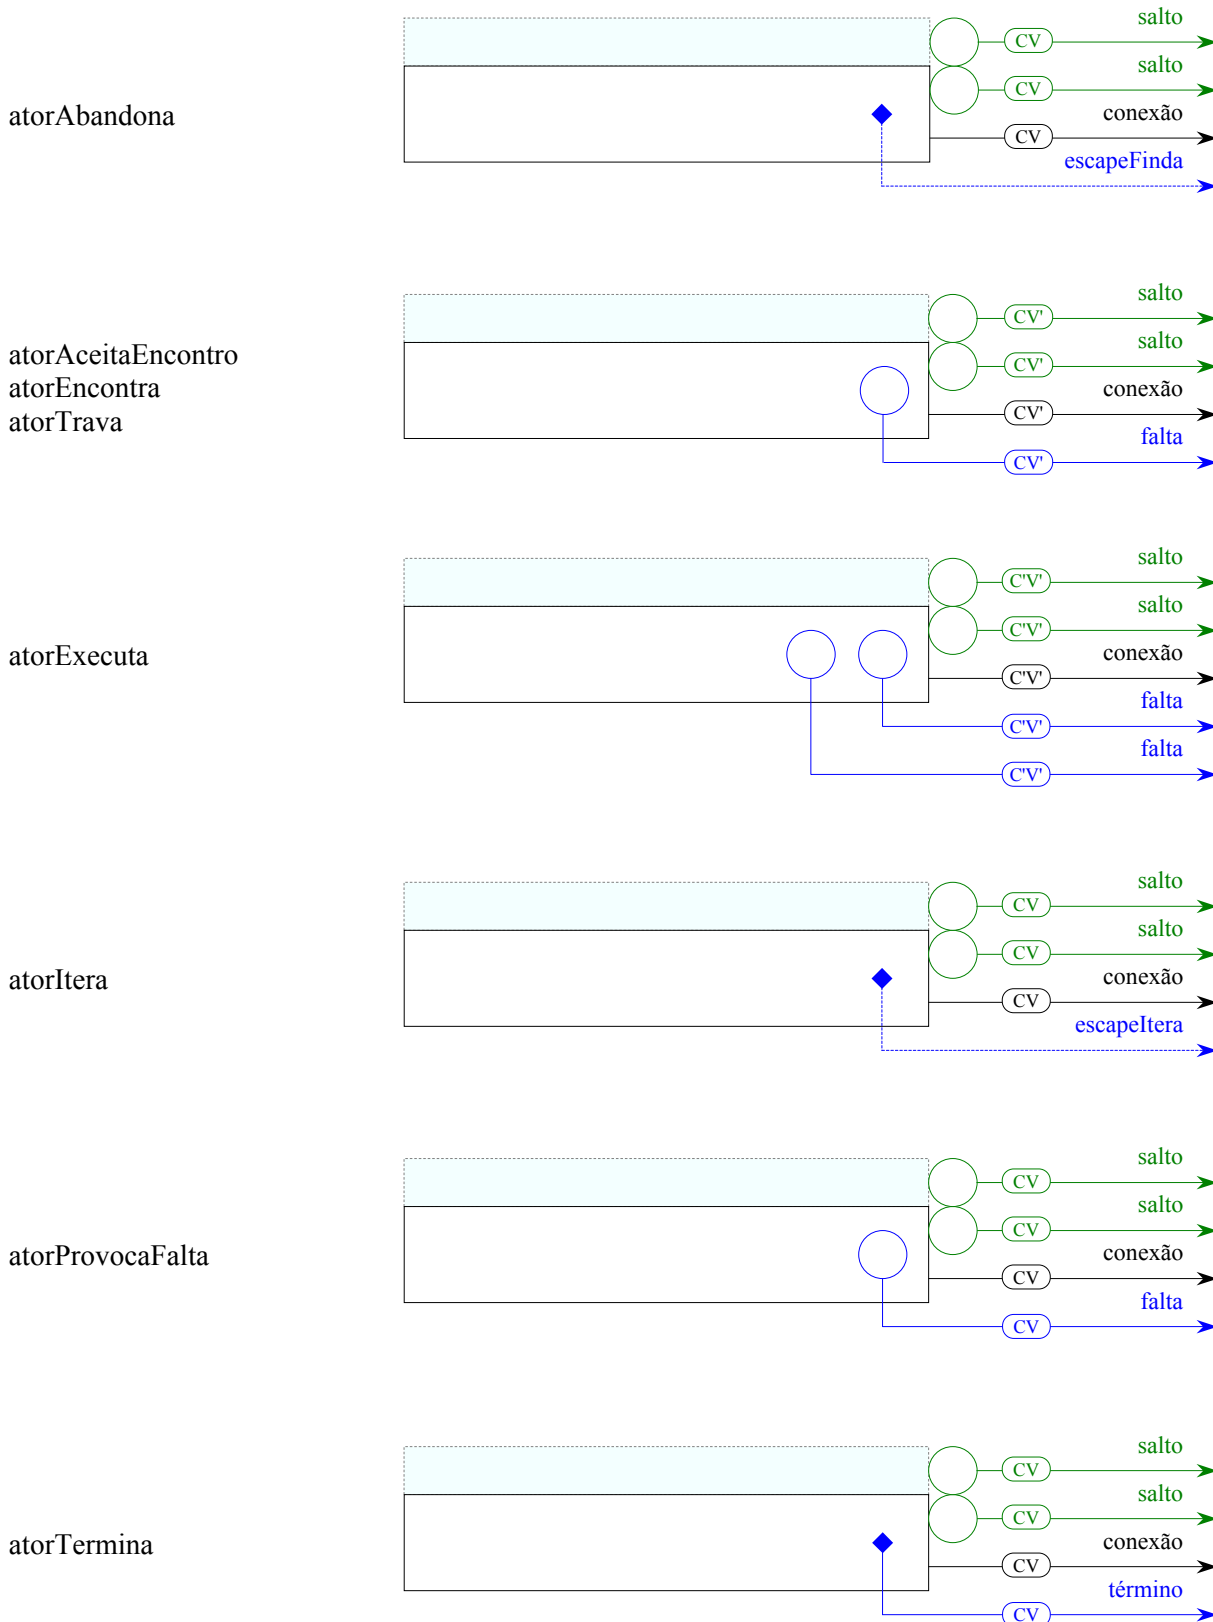 salto
CV
salto
CV
atorAbandona
conexão
CV
escapeFinda
salto
CV'
salto
CV'
atorAceitaEncontro
atorEncontra
atorTrava
conexão
CV'
falta
CV'
salto
C'V'
salto
C'V'
atorExecuta
conexão
C'V'
falta
C'V'
falta
C'V'
salto
CV
salto
CV
atorItera
conexão
CV
escapeItera
salto
CV
salto
CV
atorProvocaFalta
conexão
CV
falta
CV
salto
CV
salto
CV
atorTermina
conexão
CV
término
CV